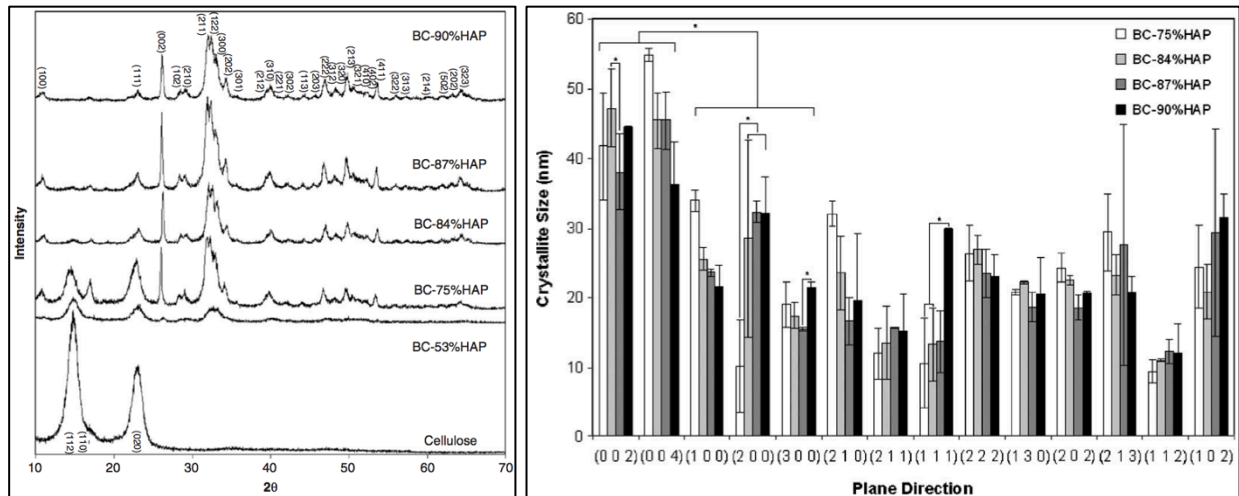 BC-90%HAP
(100)
(111)
(002)
(102)
(210)
(211)
(122)
(300)
(202)
(301)
(212)
(310)
(221)
(302)
(113)
(203)
(222)
(312)
(320)
(213)
(321)
(410)
(402)
(411)
(322)
(313)
(214)
(502)
(202)
(323)
BC-87%HAP
BC-84%HAP
BC-75%HAP
BC-53%HAP
Cellulose
(112)
(020)
Intensity
10 20 30 40 50 60 70
2θ
60
50
40
30
20
10
0
Crystallite Size (nm)
* * * * * *
BC-75%HAP
BC-84%HAP
BC-87%HAP
BC-90%HAP
(0 0 2) (0 0 4) (1 0 0) (2 0 0) (3 0 0) (2 1 0) (2 1 1) (1 1 1) (2 2 2) (1 3 0) (2 0 2) (2 1 3) (1 1 2) (1 0 2)
Plane Direction